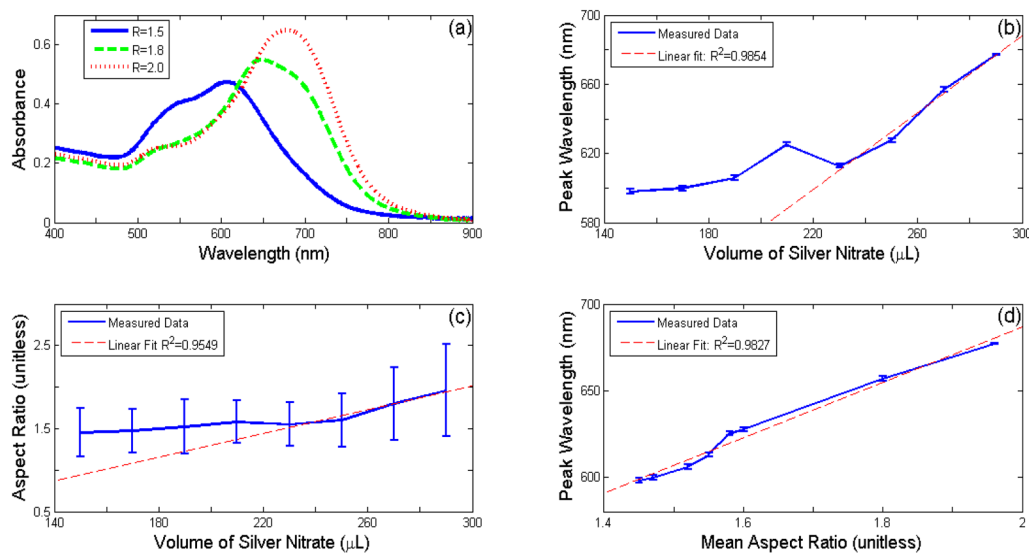 (a)
R=1.5
R=1.8
R=2.0
Absorbance
0.6
0.4
0.2
0
400
500
600
700
800
900
Wavelength (nm)
(b)
Measured Data
Linear fit: R²=0.9854
Peak Wavelength (nm)
700
660
620
580
140
180
220
260
300
Volume of Silver Nitrate (μL)
(c)
Measured Data
Linear Fit R²=0.9549
Aspect Ratio (unitless)
2.5
1.5
0.5
140
180
220
260
300
Volume of Silver Nitrate (μL)
(d)
Measured Data
Linear Fit: R²=0.9827
Peak Wavelength (nm)
700
650
600
1.4
1.6
1.8
2
Mean Aspect Ratio (unitless)